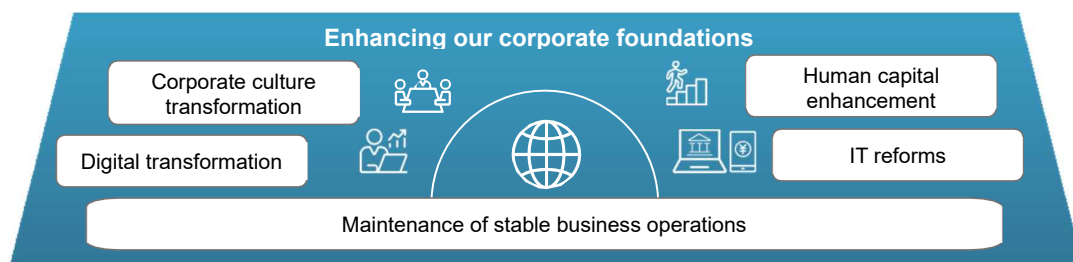 Enhancing our corporate foundations
Corporate culture
transformation
Human capital
enhancement
Digital transformation
IT reforms
Maintenance of stable business operations